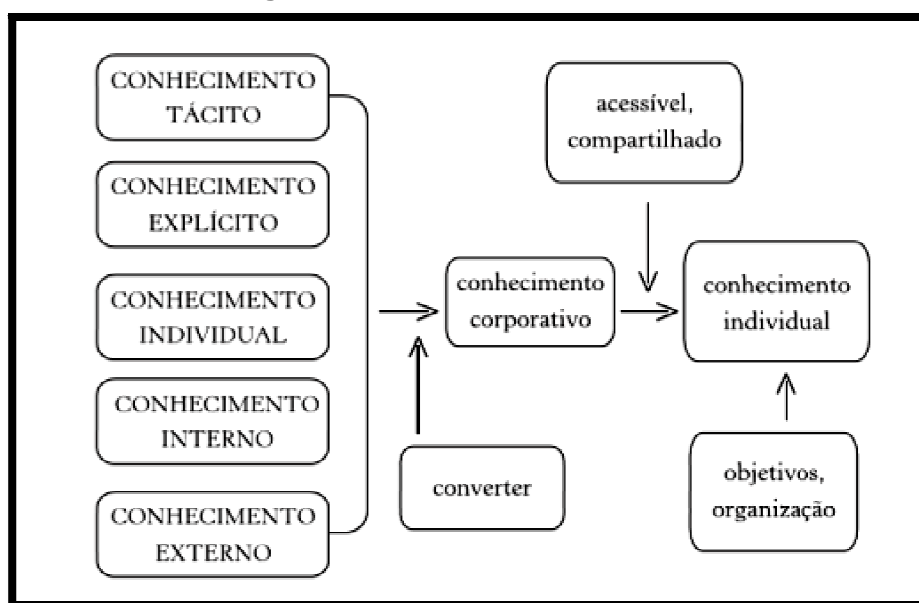 CONHECIMENTO
TÁCITO
CONHECIMENTO
EXPLÍCITO
CONHECIMENTO
INDIVIDUAL
CONHECIMENTO
INTERNO
CONHECIMENTO
EXTERNO
converter
conhecimento
corporativo
acessível,
compartilhado
conhecimento
individual
objetivos,
organização